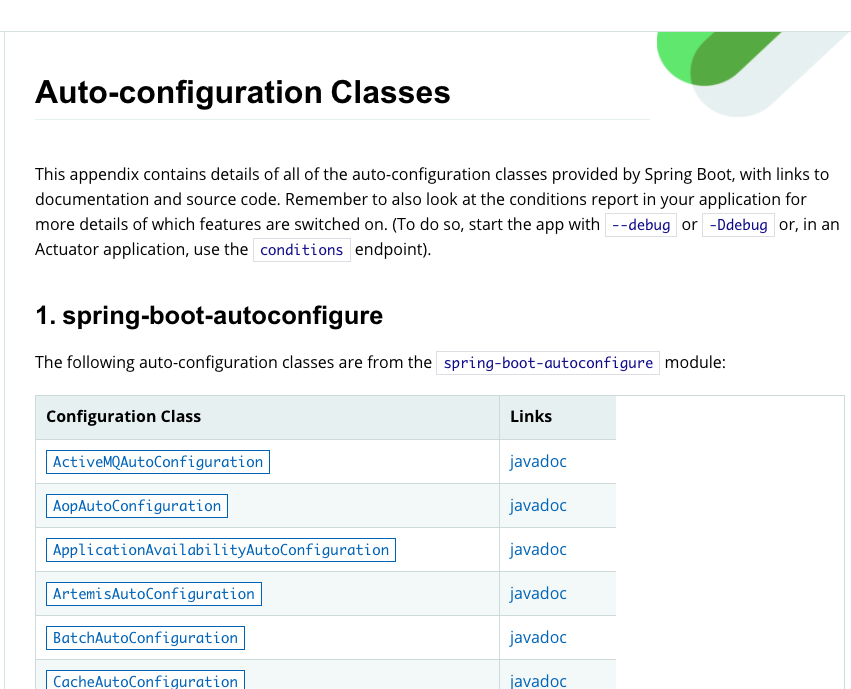 Auto-configuration Classes
This appendix contains details of all of the auto-configuration classes provided by Spring Boot, with links to
documentation and source code. Remember to also look at the conditions report in your application for
more details of which features are switched on. (To do so, start the app with --debug or -Ddebug or, in an
Actuator application, use the conditions endpoint).
1. spring-boot-autoconfigure
The following auto-configuration classes are from the spring-boot-autoconfigure module:
Configuration Class Links
ActiveMQAutoConfiguration javadoc
AopAutoConfiguration javadoc
ApplicationAvailabilityAutoConfiguration javadoc
ArtemisAutoConfiguration javadoc
BatchAutoConfiguration javadoc
CacheAutoConfiguration javadoc